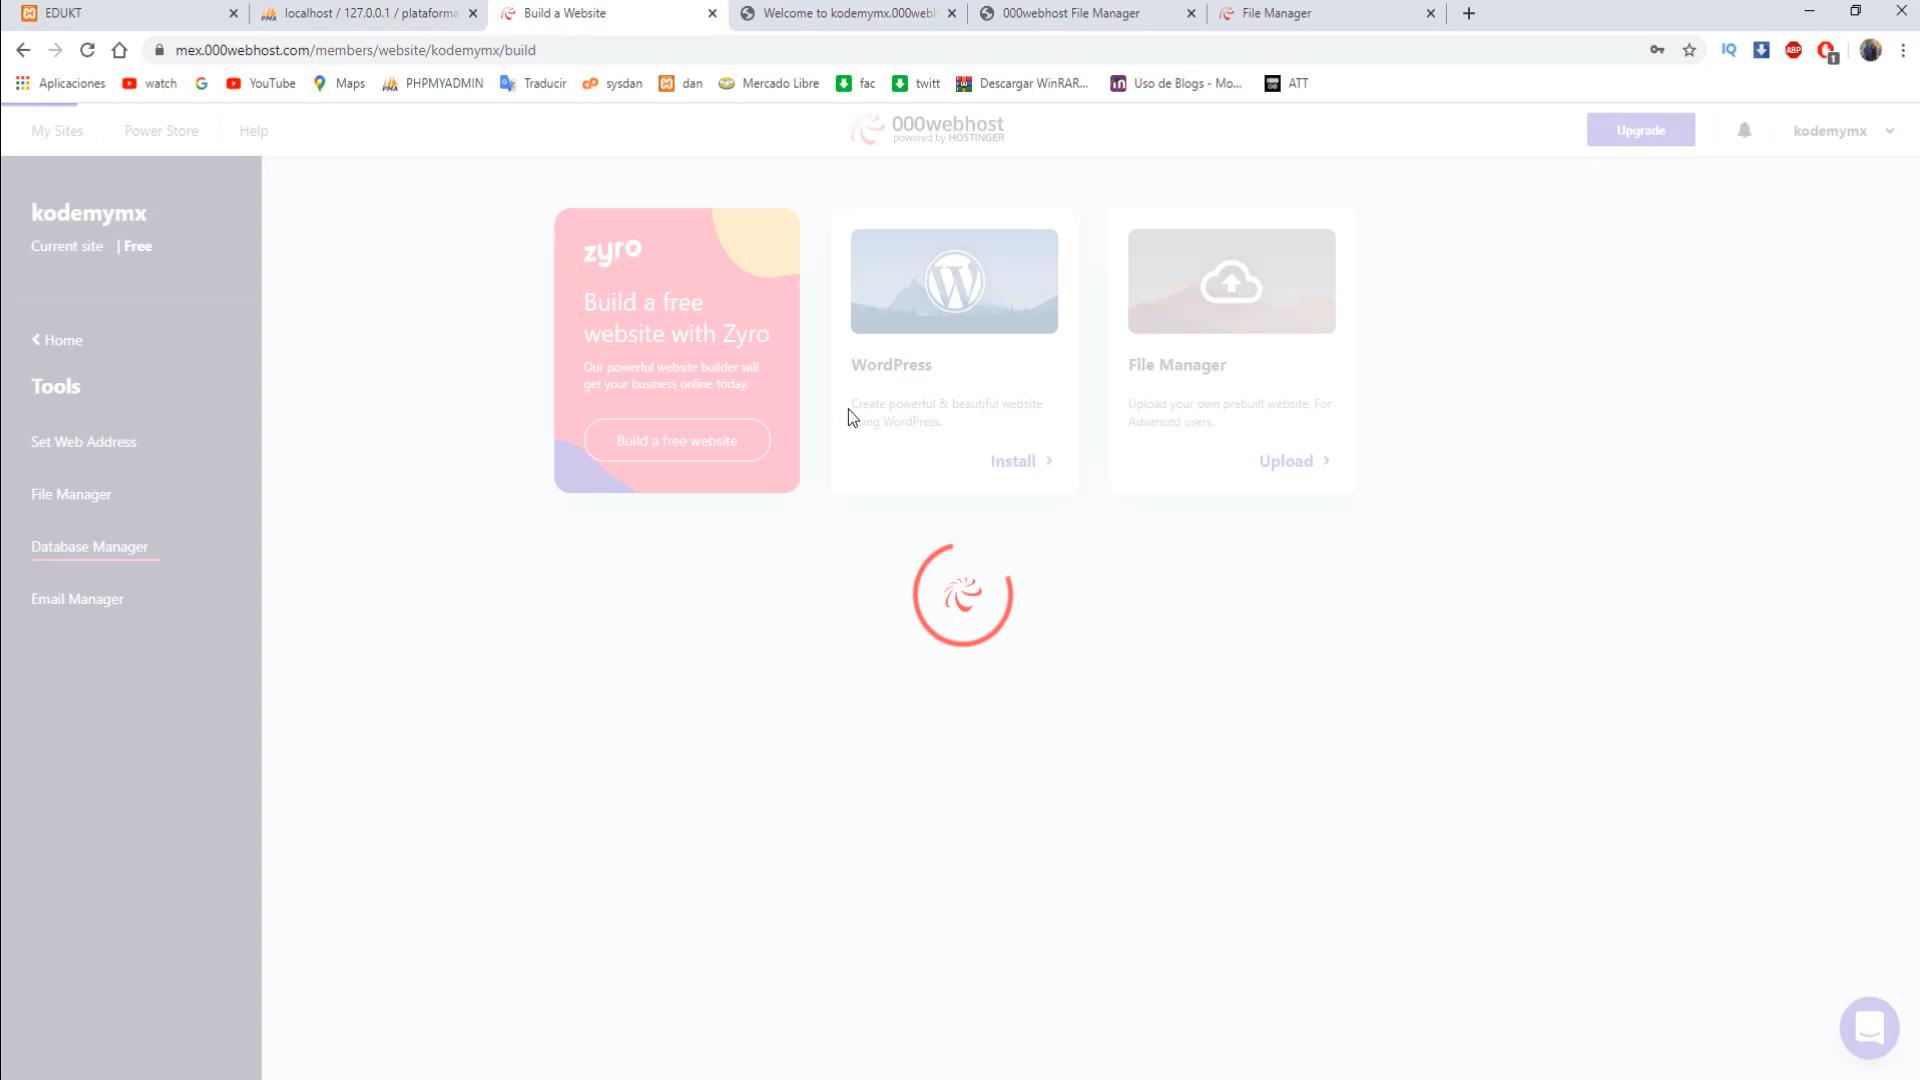 EDUKT
localhost / 127.0.0.1 / plataforma
Build a Website
Welcome to kodemymx.000webh
000webhost File Manager
File Manager
mex.000webhost.com/members/website/kodemymx/build
IQ
ABP
1
Aplicaciones
watch
YouTube
Maps
PHPMYADMIN
Traducir
sysdan
dan
Mercado Libre
fac
twitt
Descargar WinRAR...
Uso de Blogs - Mo...
ATT
My Sites
Power Store
Help
000webhost
powered by HOSTINGER
Upgrade
kodemymx
kodemymx
Current site | Free
Home
Tools
Set Web Address
File Manager
Database Manager
Email Manager
zyro
Build a free
website with Zyro
Our powerful website builder will
get your business online today.
Build a free website
WordPress
Create powerful & beautiful website
WordPress.
Install
File Manager
Upload your own prebuilt website. For
Advanced users.
Upload